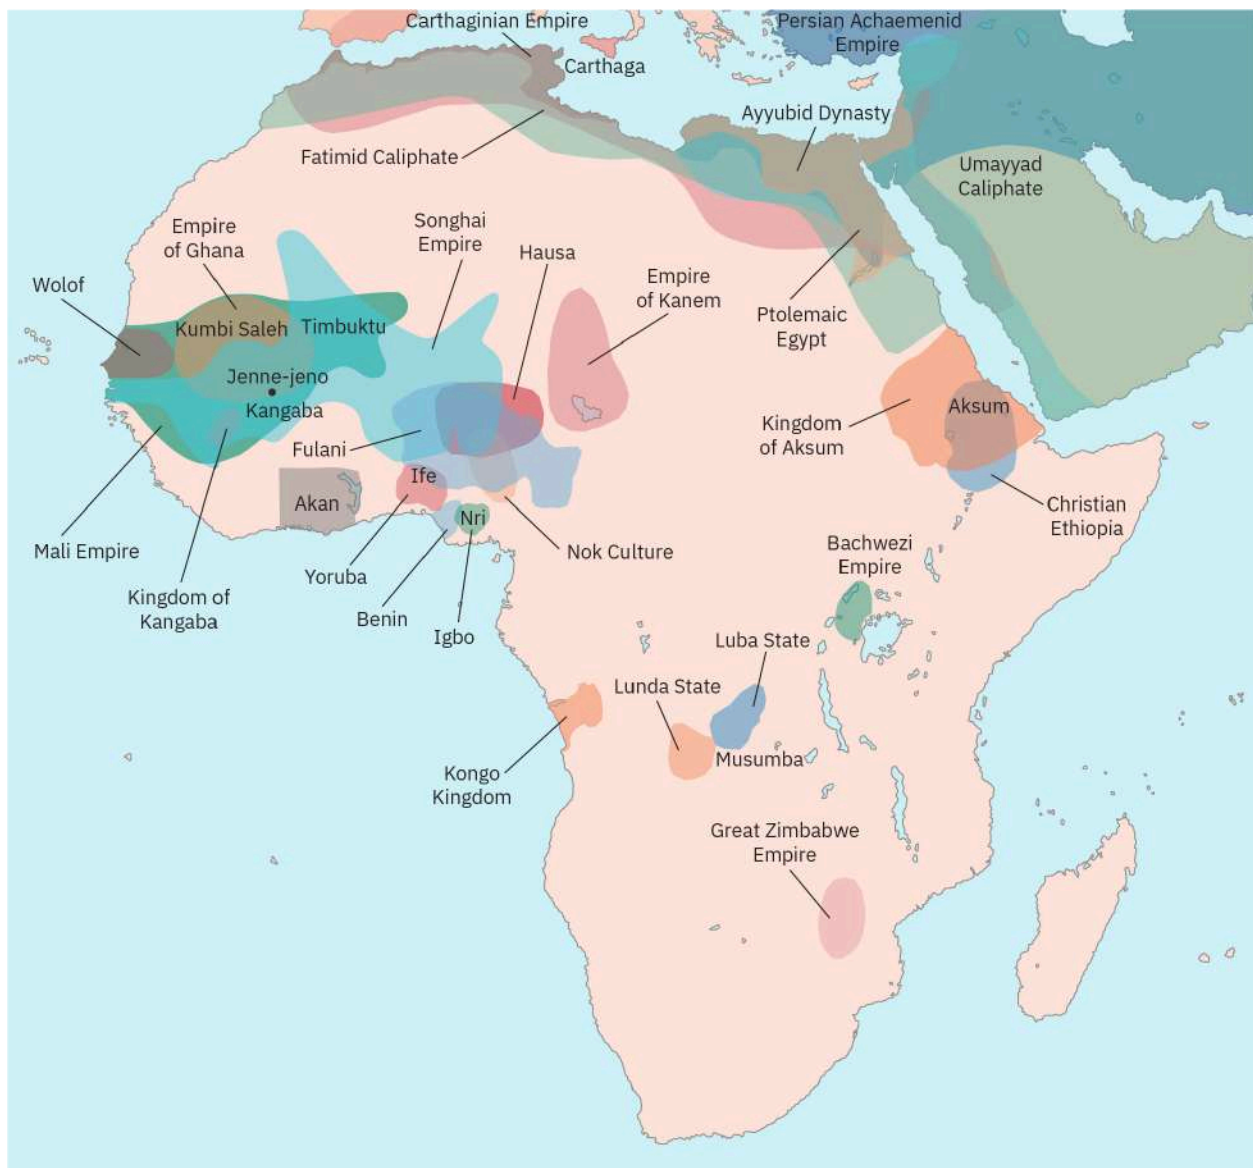 Carthaginian Empire
Carthaga
Persian Achaemenid
Empire
Ayyubid Dynasty
Fatimid Caliphate
Umayyad
Caliphate
Empire
of Ghana
Songhai
Empire
Hausa
Wolof
Empire
of Kanem
Ptolemaic
Egypt
Kumbi Saleh
Timbuktu
Jenne-jeno
Kangaba
Fulani
Kingdom
of Aksum
Aksum
Ife
Akan
Nri
Christian
Ethiopia
Mali Empire
Nok Culture
Bachwezi
Empire
Yoruba
Kingdom of
Kangaba
Benin
Igbo
Luba State
Lunda State
Musumba
Kongo
Kingdom
Great Zimbabwe
Empire